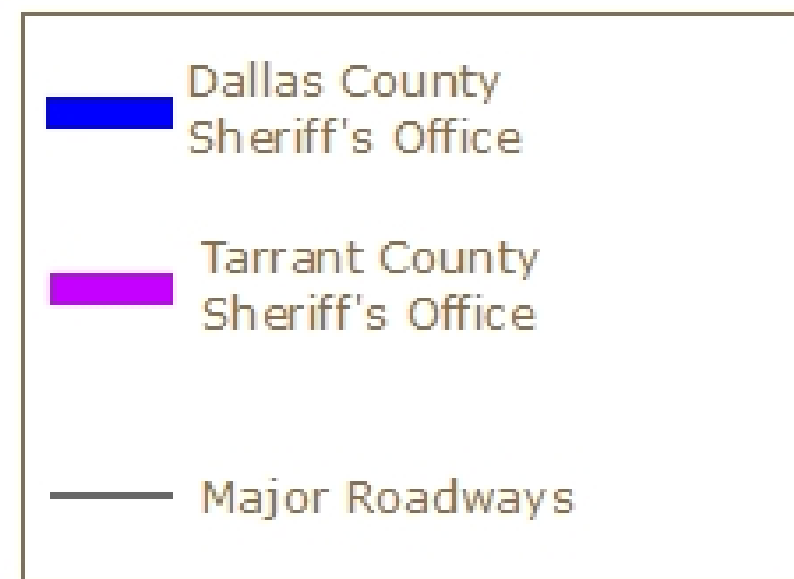 Dallas County
Sheriff's Office
Tarrant County
Sheriff's Office
Major Roadways